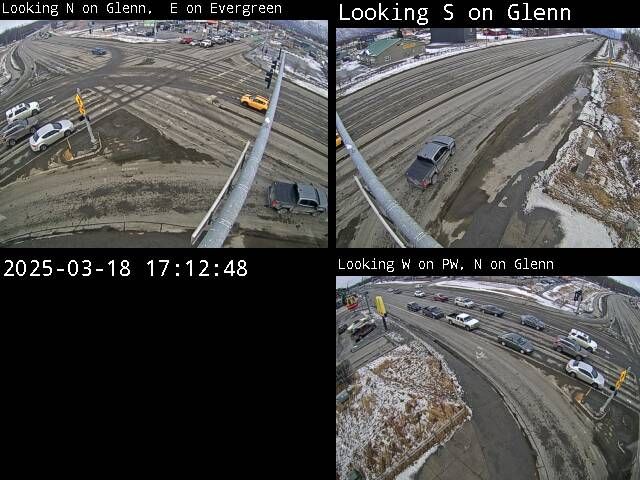 Looking N on Glenn,  E on Evergreen
Looking S on Glenn
2025-03-18 17:12:48
Looking W on PW, N on Glenn